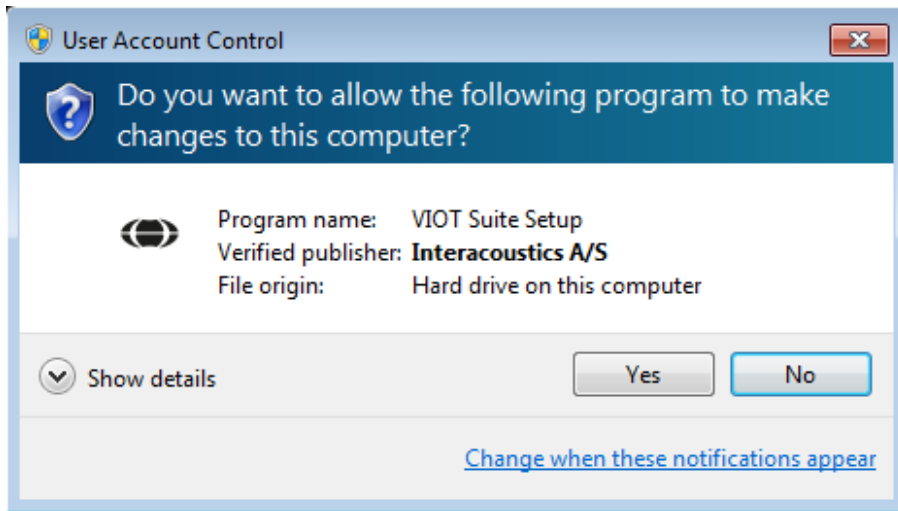 User Account Control
Do you want to allow the following program to make
changes to this computer?
Program name: VIOT Suite Setup
Verified publisher: Interacoustics A/S
File origin: Hard drive on this computer
Show details
Yes
No
Change when these notifications appear